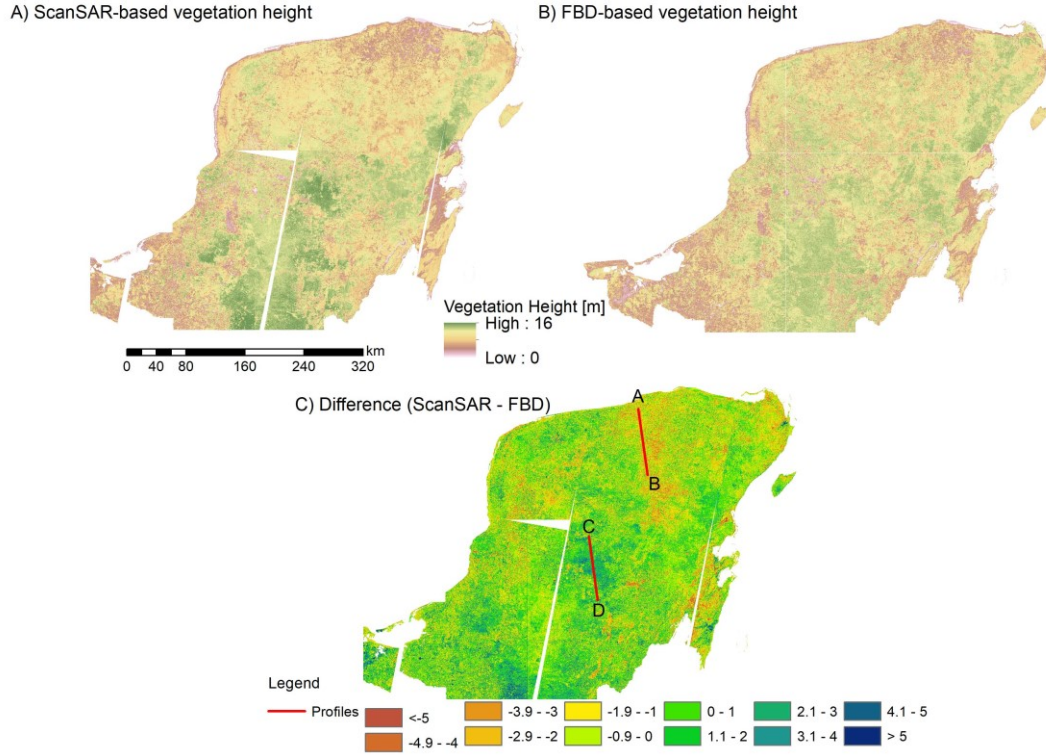 A) ScanSAR-based vegetation height
B) FBD-based vegetation height
Vegetation Height [m]
High : 16
Low : 0
km
0 40 80 160 240 320
C) Difference (ScanSAR - FBD)
A
B
C
D
Legend
Profiles
<-5
-4.9 - -4
-3.9 - -3
-2.9 - -2
-1.9 - -1
-0.9 - 0
0 - 1
1.1 - 2
2.1 - 3
3.1 - 4
4.1 - 5
> 5